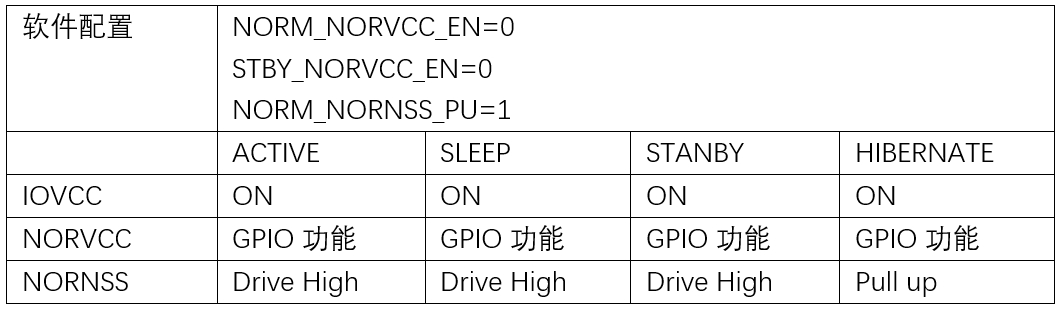 软件配置 NORM_NORVCC_EN=0
STBY_NORVCC_EN=0
NORM_NORNSS_PU=1
ACTIVE SLEEP STANBY HIBERNATE
IOVCC ON ON ON ON
NORVCC GPIO 功能 GPIO 功能 GPIO 功能 GPIO 功能
NORNSS Drive High Drive High Drive High Pull up